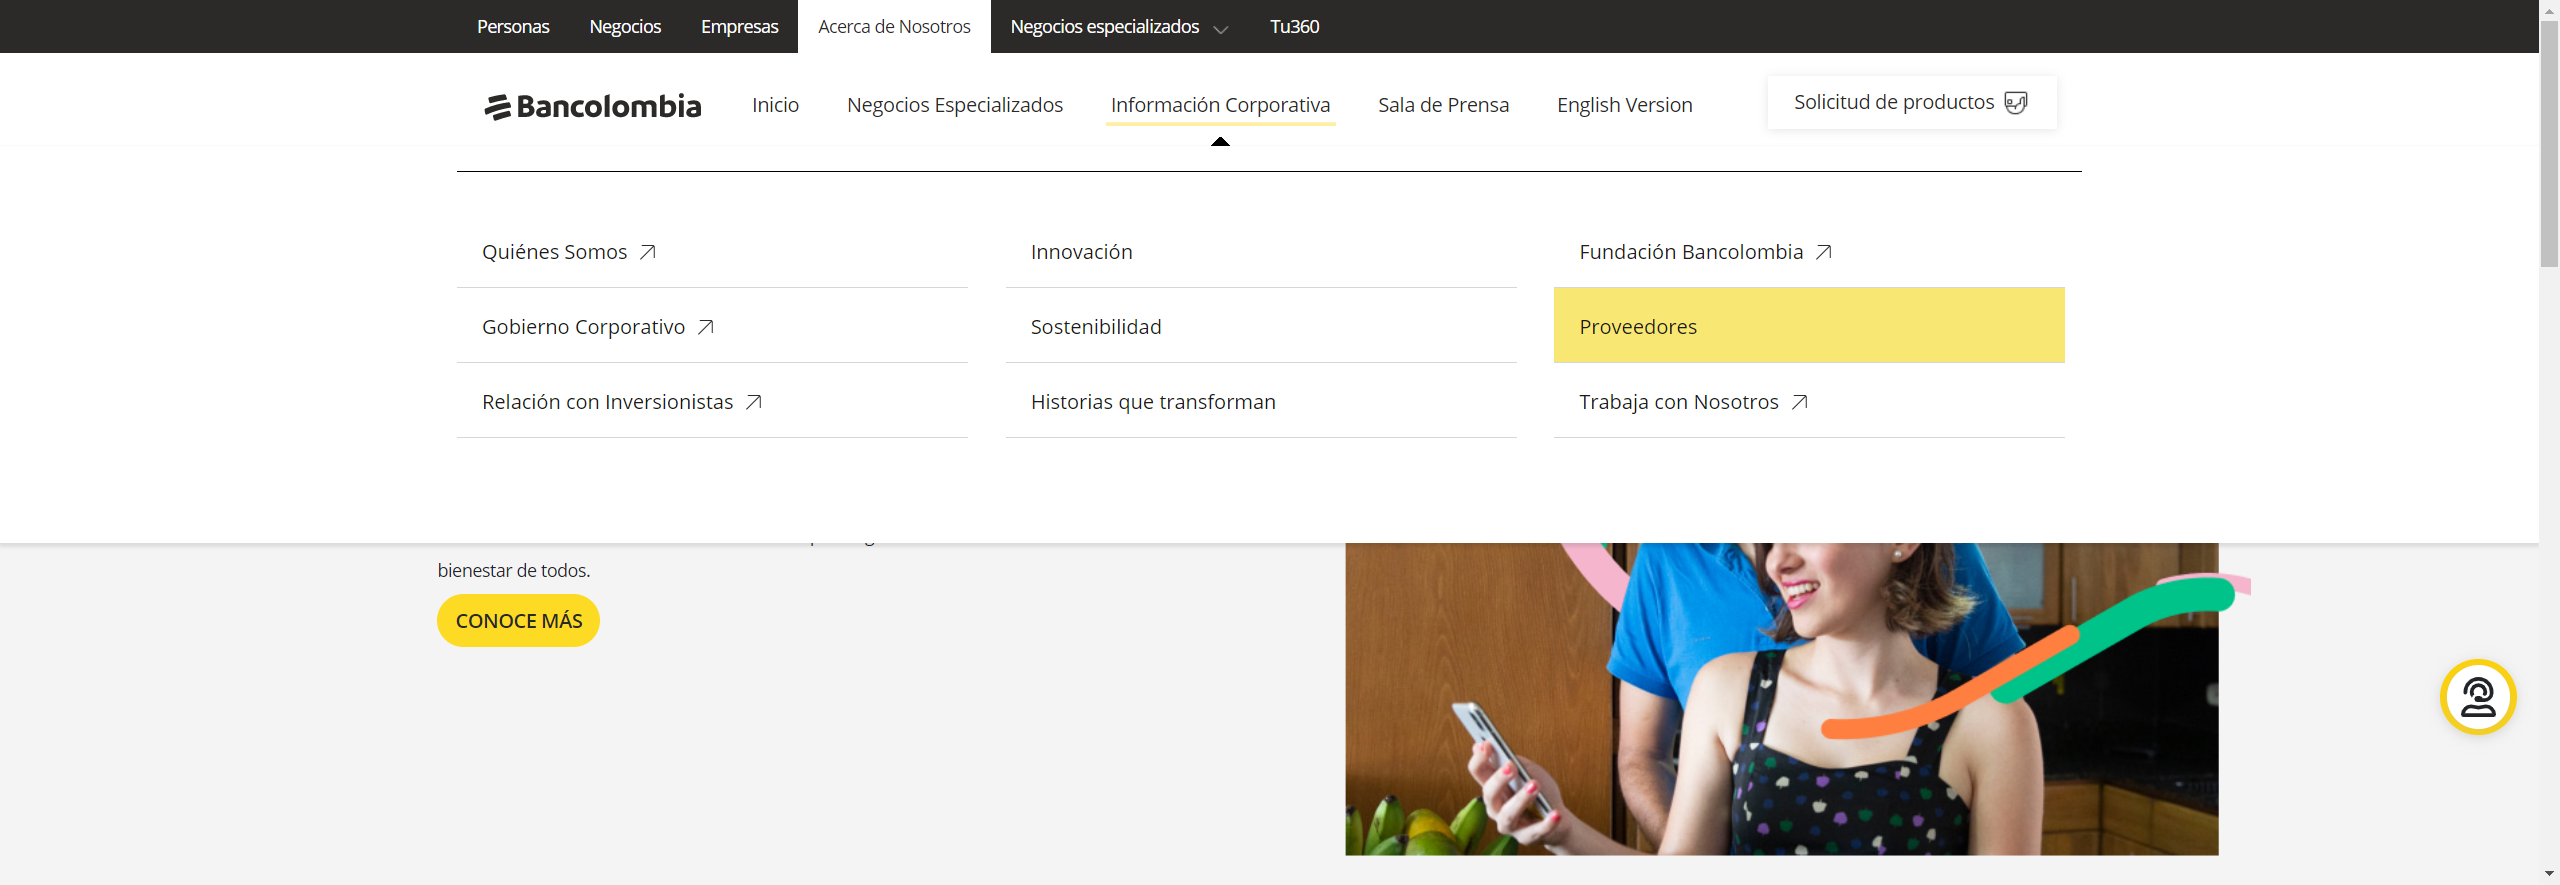 Personas Negocios Empresas Acerca de Nosotros Negocios especializados Tu360
Bancolombia Inicio Negocios Especializados Información Corporativa Sala de Prensa English Version Solicitud de productos
Quiénes Somos Innovación Fundación Bancolombia
Gobierno Corporativo Sostenibilidad Proveedores
Relación con Inversionistas Historias que transforman Trabaja con Nosotros
bienestar de todos.
CONOCE MÁS